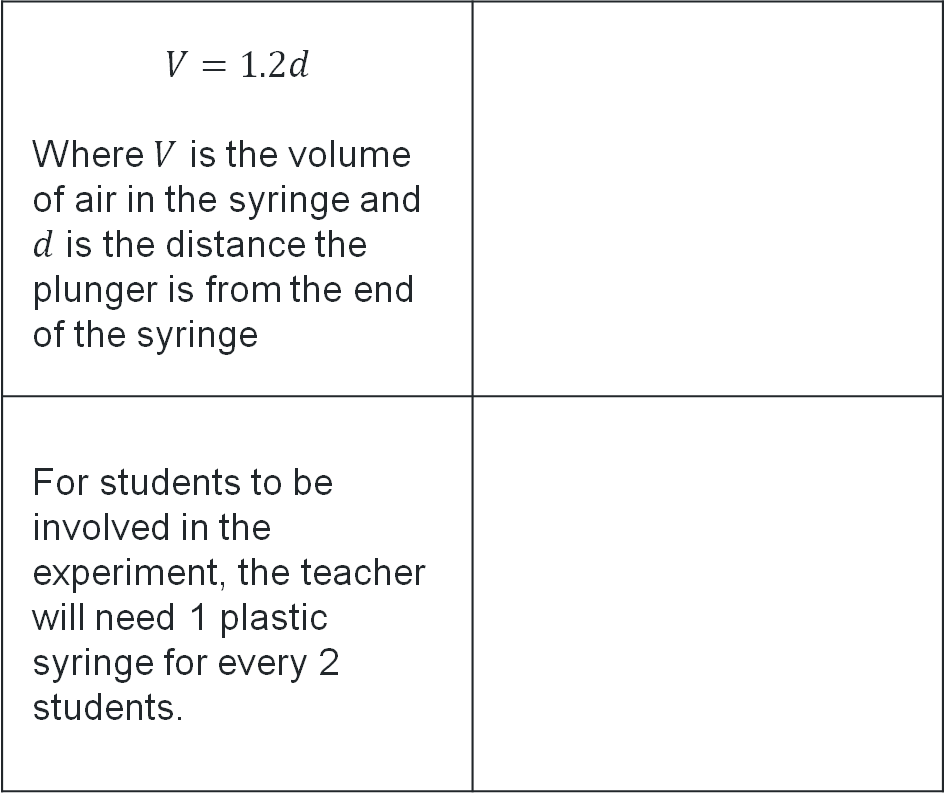 V = 1.2d
Where V is the volume
of air in the syringe and
d is the distance the
plunger is from the end
of the syringe
For students to be
involved in the
experiment, the teacher
will need 1 plastic
syringe for every 2
students.